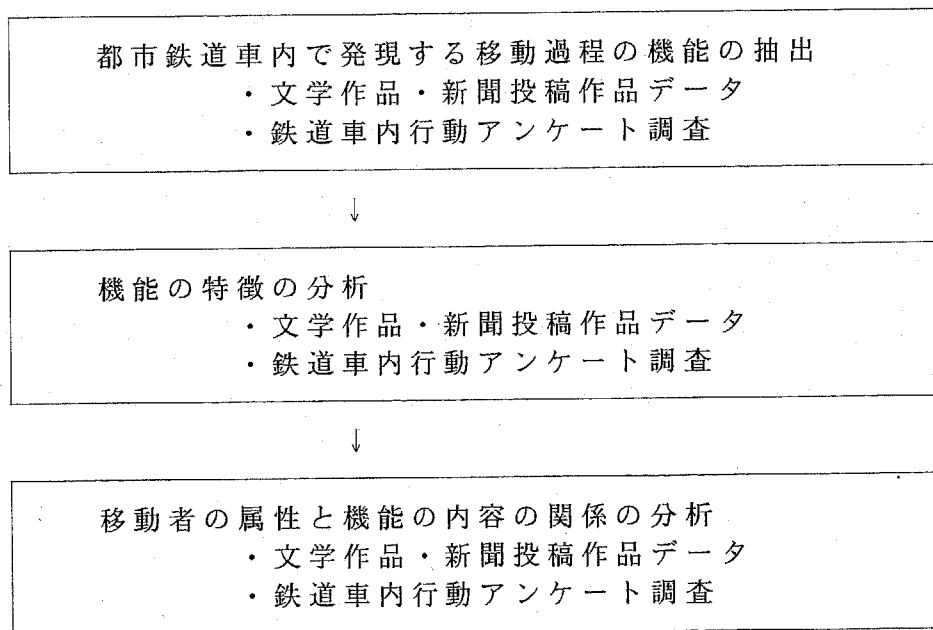 都市鉄道車内で発現する移動過程の機能の抽出
・文学作品・新聞投稿作品データ
・鉄道車内行動アンケート調査
↓
機能の特徴の分析
・文学作品・新聞投稿作品データ
・鉄道車内行動アンケート調査
↓
移動者の属性と機能の内容の関係の分析
・文学作品・新聞投稿作品データ
・鉄道車内行動アンケート調査